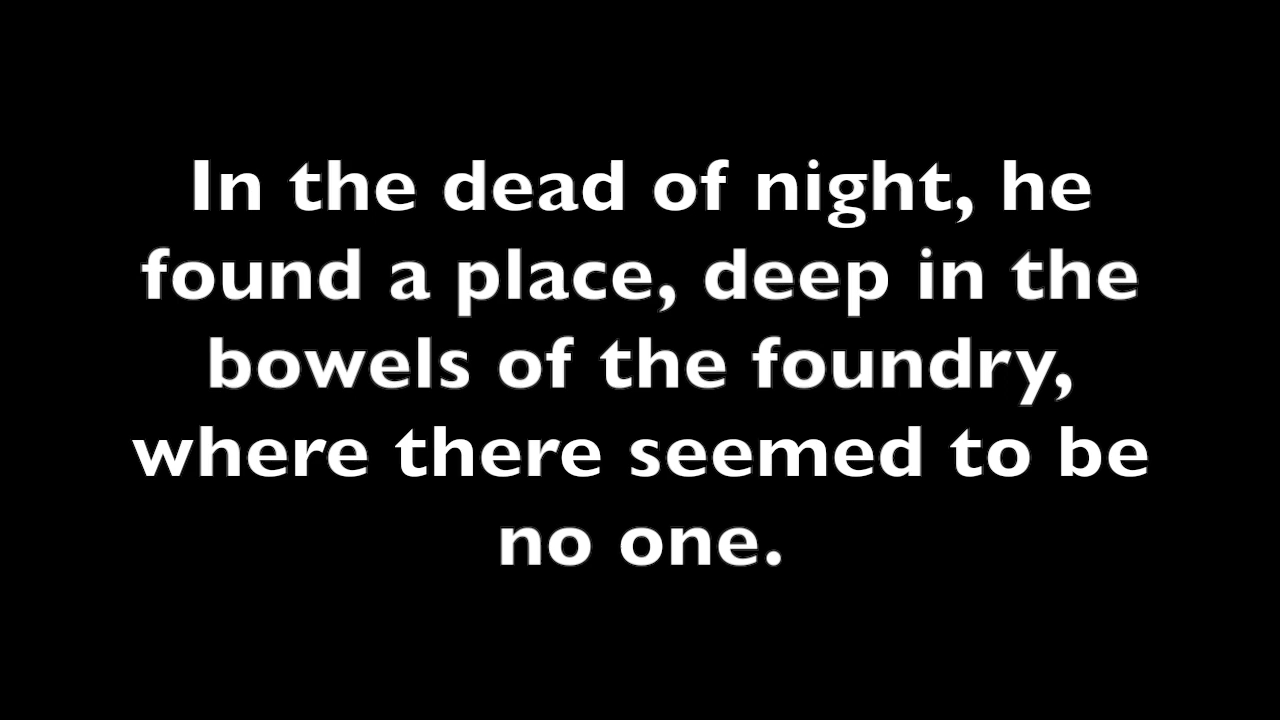 In the dead of night, he
found a place, deep in the
bowels of the foundry,
where there seemed to be
no one.